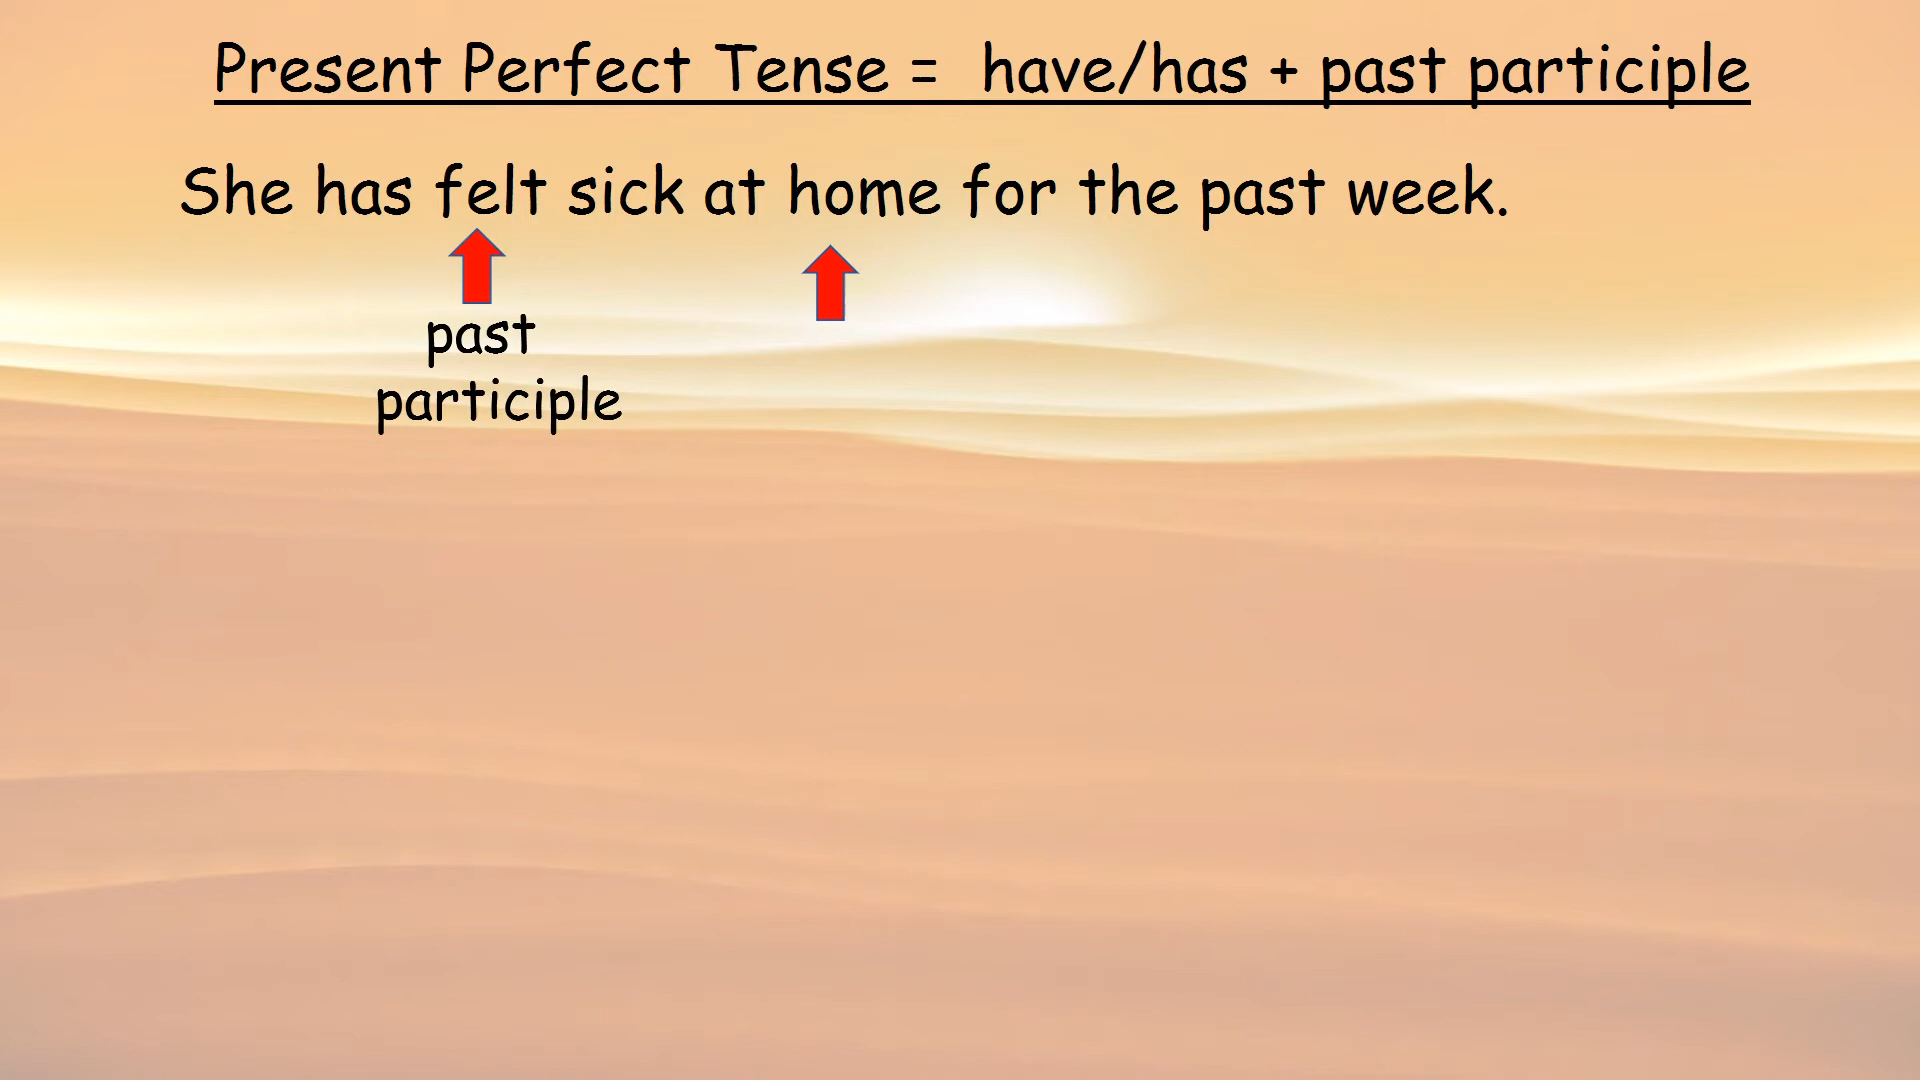 Present Perfect Tense = have/has + past participle
She has felt sick at home for the past week.
past
participle